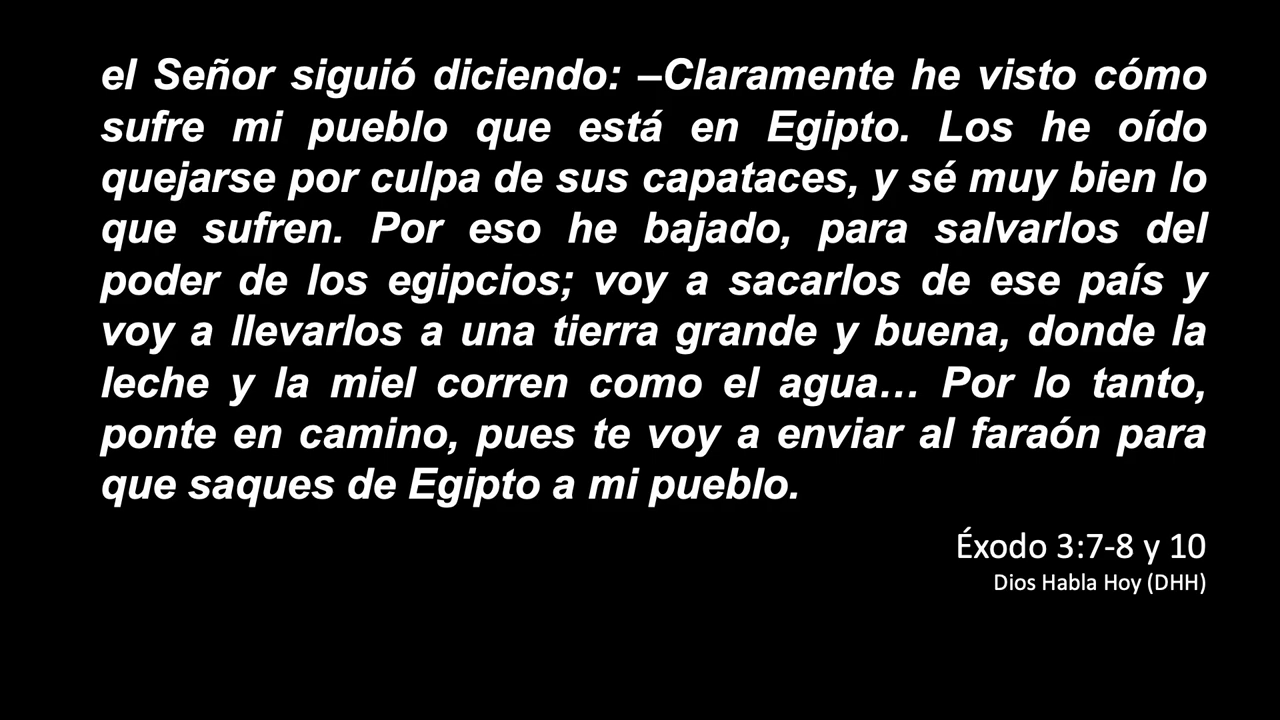 el Señor siguió diciendo: –Claramente he visto cómo
sufre mi pueblo que está en Egipto. Los he oído
quejarse por culpa de sus capataces, y sé muy bien lo
que sufren. Por eso he bajado, para salvarlos del
poder de los egipcios; voy a sacarlos de ese país y
voy a llevarlos a una tierra grande y buena, donde la
leche y la miel corren como el agua… Por lo tanto,
ponte en camino, pues te voy a enviar al faraón para
que saques de Egipto a mi pueblo.
Éxodo 3:7-8 y 10
Dios Habla Hoy (DHH)